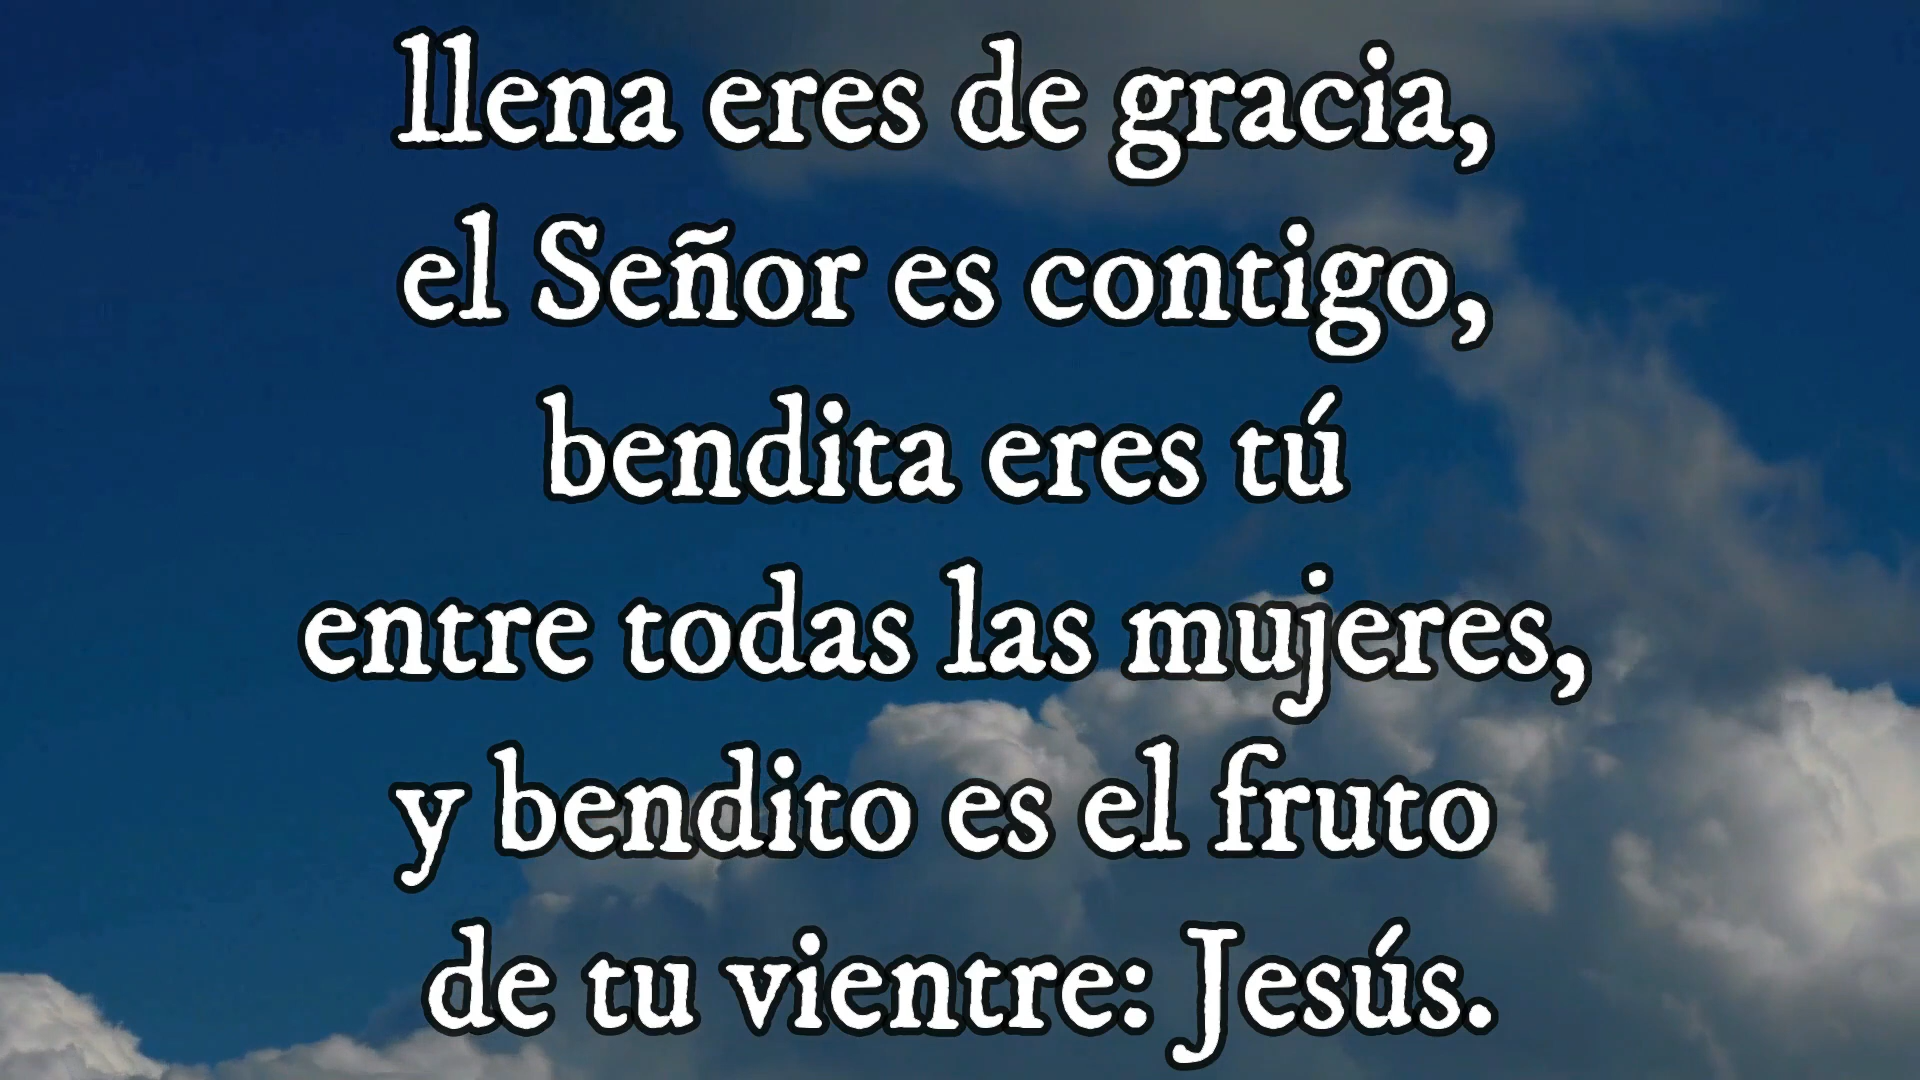 llena eres de gracia,
el Señor es contigo,
bendita eres tú
entre todas las mujeres,
y bendito es el fruto
de tu vientre: Jesús.